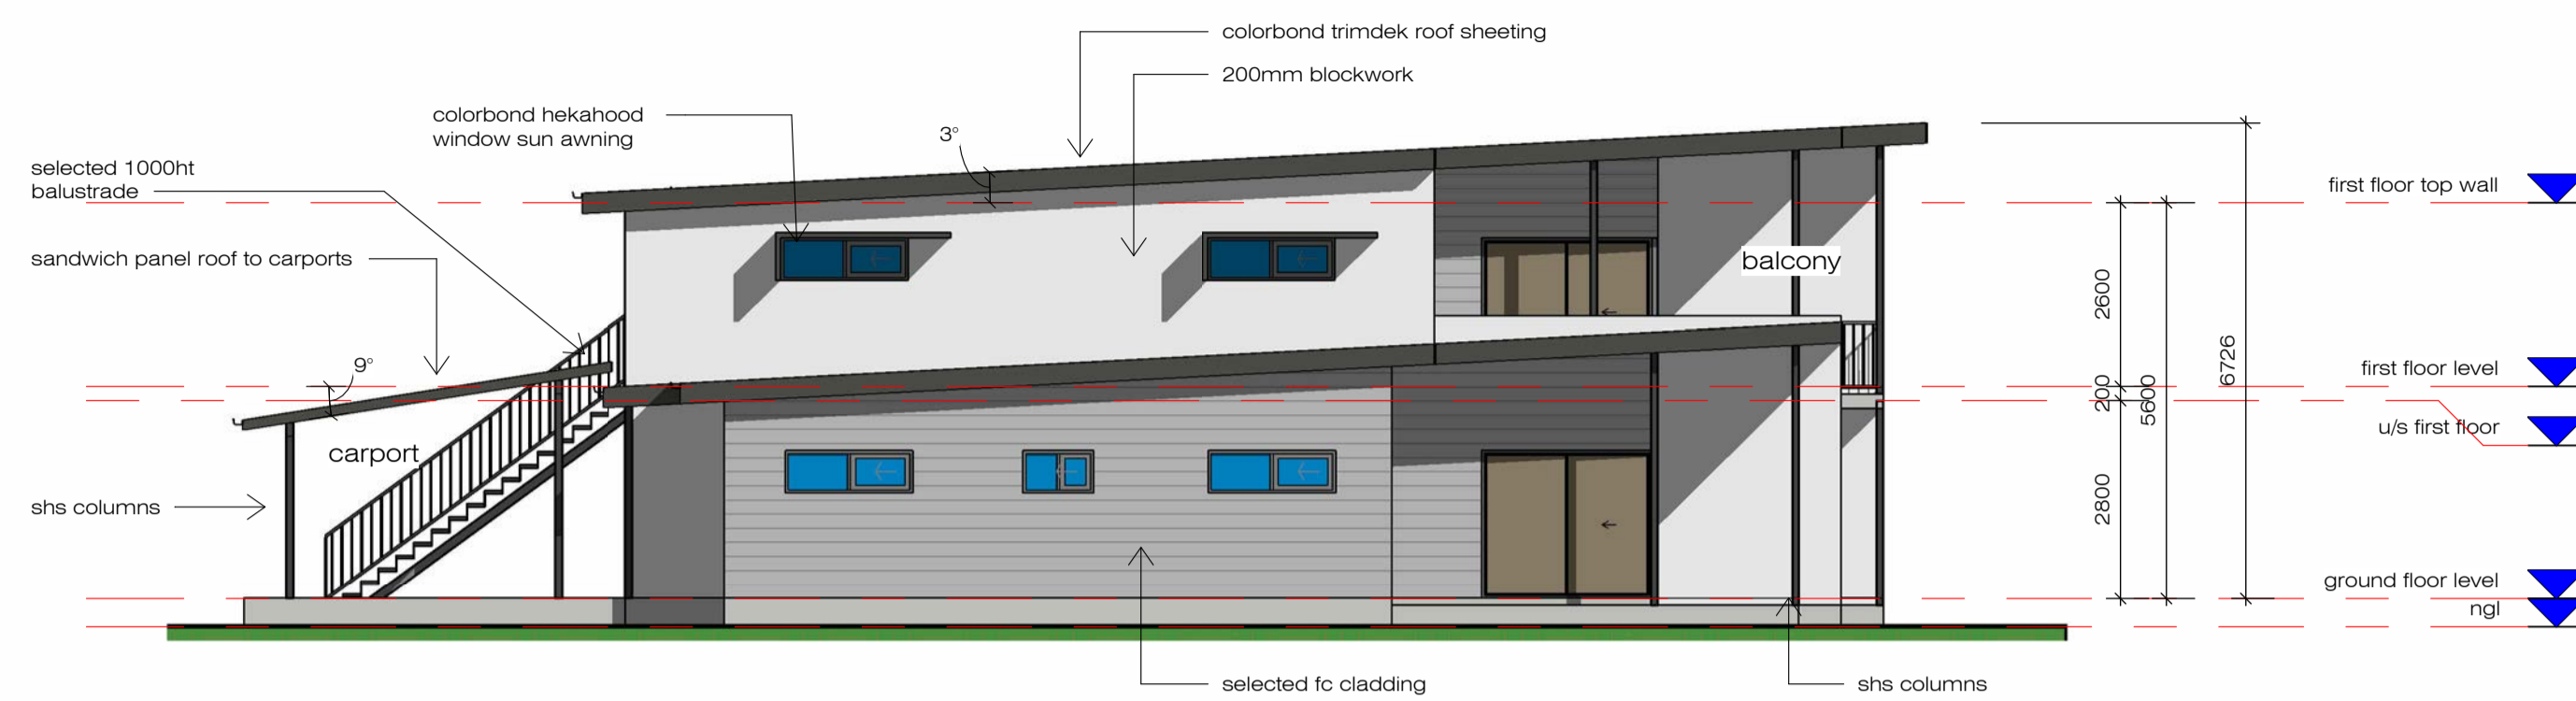 colorbond trimdek roof sheeting
200mm blockwork
colorbond hekahood
window sun awning
3°
selected 1000ht
balustrade
first floor top wall
sandwich panel roof to carports
balcony
2600
6726
9°
first floor level
200
5600
carport
u/s first floor
shs columns
2800
ground floor level
ngl
selected fc cladding
shs columns